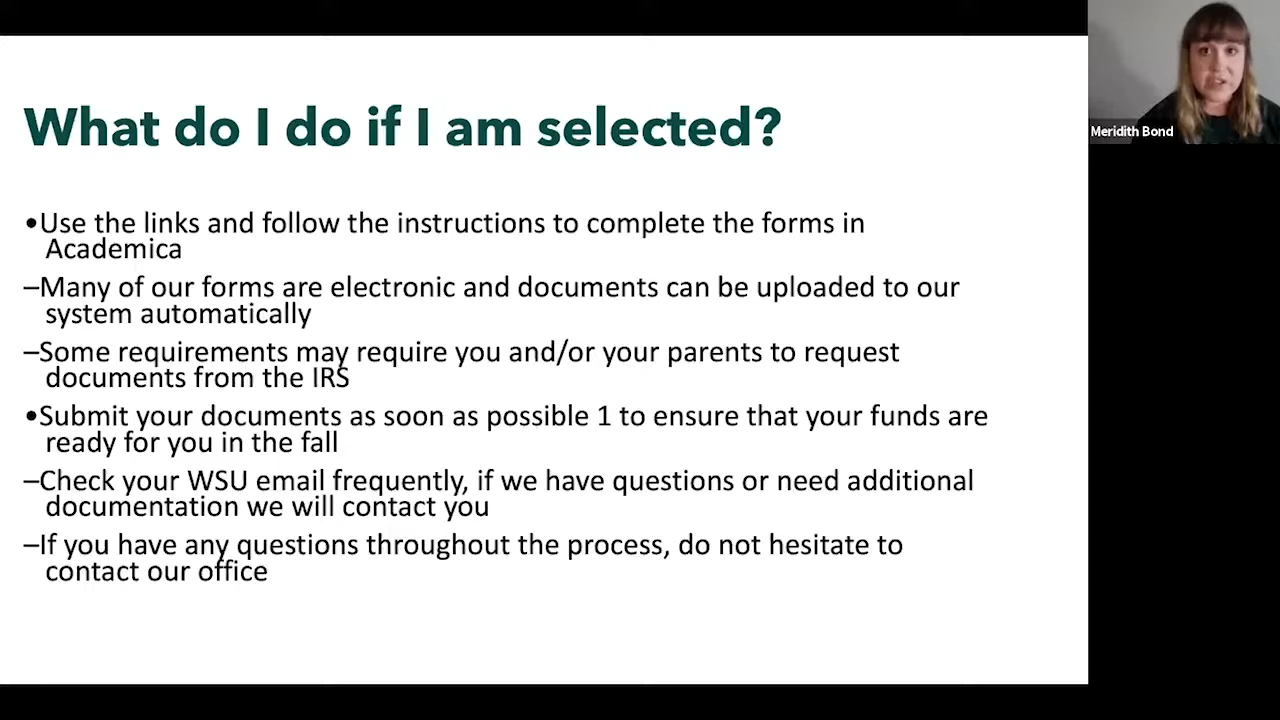 What do I do if I am selected?
•Use the links and follow the instructions to complete the forms in
Academica
–Many of our forms are electronic and documents can be uploaded to our
system automatically
–Some requirements may require you and/or your parents to request
documents from the IRS
•Submit your documents as soon as possible 1 to ensure that your funds are
ready for you in the fall
–Check your WSU email frequently, if we have questions or need additional
documentation we will contact you
–If you have any questions throughout the process, do not hesitate to
contact our office
Meridith Bond